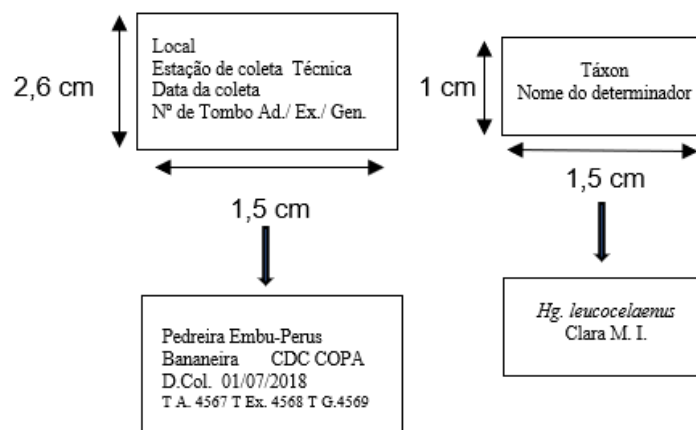 2,6 cm
Local
Estação de coleta Técnica
Data da coleta
Nº de Tombo Ad./ Ex./ Gen.
1,5 cm
1 cm
Táxon
Nome do determinador
1,5 cm
Pedreira Embu-Perus
Bananeira CDC COPA
D.Col. 01/07/2018
T A. 4567 T Ex. 4568 T G.4569
Hg. leucocelaenus
Clara M. I.